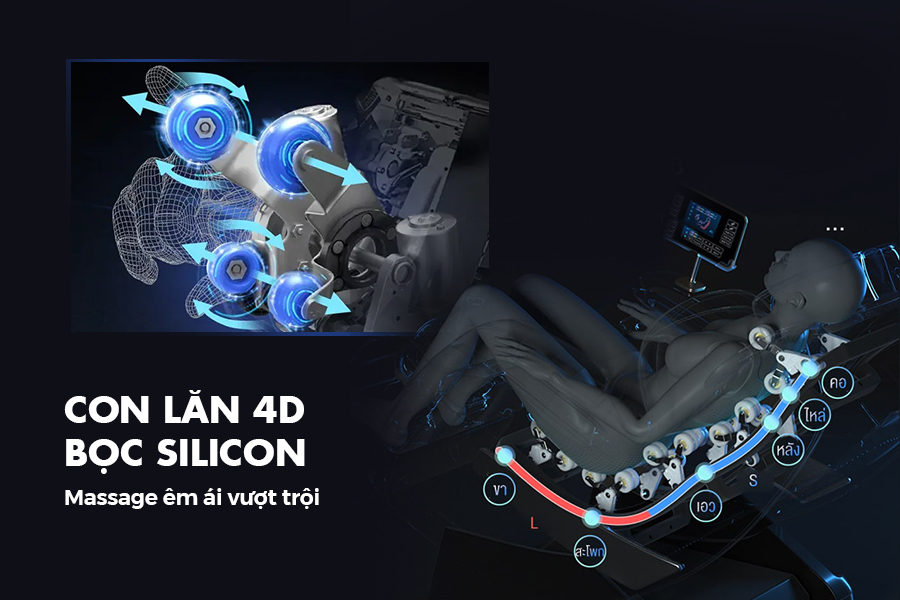 CON LĂN 4D
BỌC SILICON
Massage êm ái vượt trội
...
คอ
ไหล่
หลัง
S
เอว
ขา
L
สะโพก